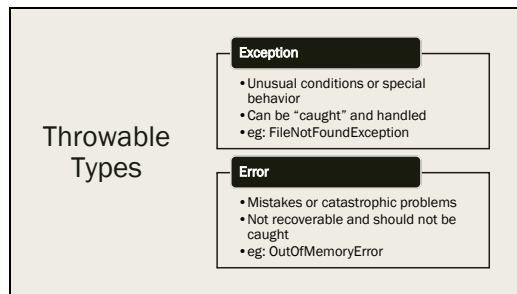 Throwable
Types
Exception
•Unusual conditions or special
behavior
•Can be “caught” and handled
•eg: FileNotFoundException
Error
•Mistakes or catastrophic problems
•Not recoverable and should not be
caught
•eg: OutOfMemoryError